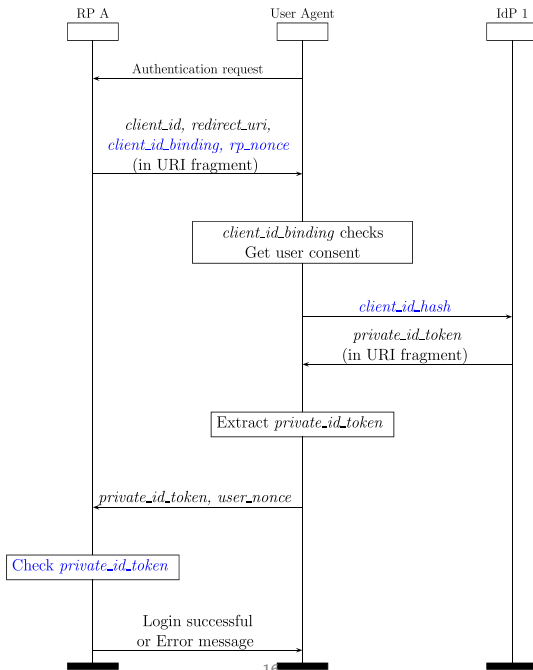 RP A
User Agent
IdP 1
Authentication request
client_id, redirect_uri,
client_id_binding, rp_nonce
(in URI fragment)
client_id_binding checks
Get user consent
client_id_hash
private_id_token
(in URI fragment)
Extract private_id_token
private_id_token, user_nonce
Check private_id_token
Login successful
or Error message